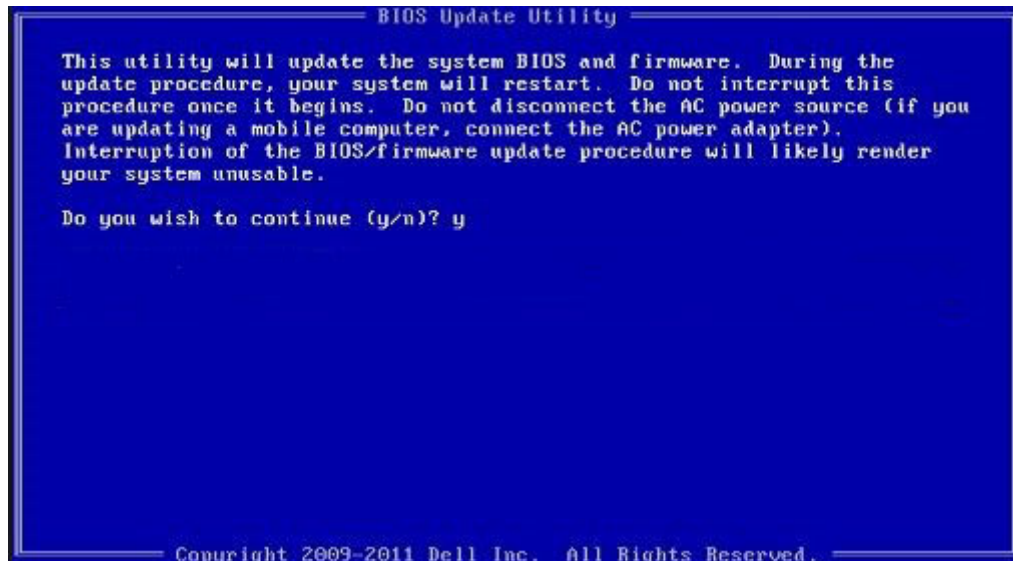 BIOS Update Utility
This utility will update the system BIOS and firmware.  During the
update procedure, your system will restart.  Do not interrupt this
procedure once it begins.  Do not disconnect the AC power source (if you
are updating a mobile computer, connect the AC power adapter).
Interruption of the BIOS/firmware update procedure will likely render
your system unusable.
Do you wish to continue (y/n)? y
Copyright 2009-2011 Dell Inc.  All Rights Reserved.